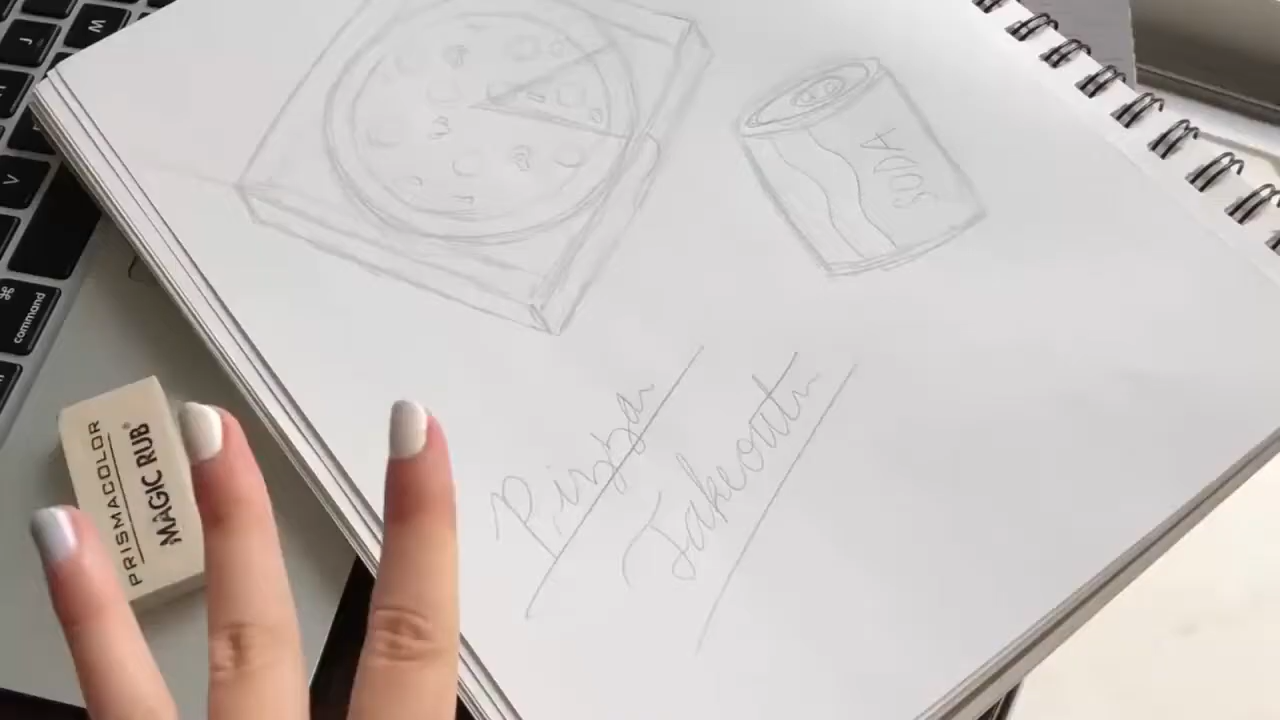 J
M
V
⌘
command
PRISMACOLOR
MAGIC RUB®
SODA
Pizza
Takeout